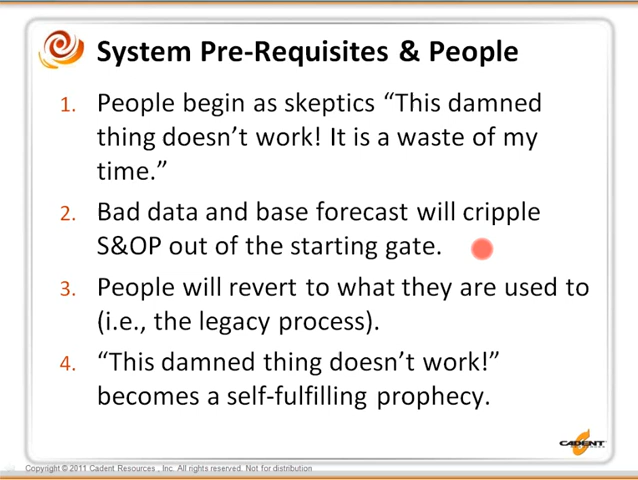 System Pre-Requisites & People
1. People begin as skeptics “This damned
thing doesn’t work! It is a waste of my
time.”
2. Bad data and base forecast will cripple
S&OP out of the starting gate.
3. People will revert to what they are used to
(i.e., the legacy process).
4. “This damned thing doesn’t work!”
becomes a self-fulfilling prophecy.
CADENT
Copyright © 2011 Cadent Resources , Inc. All rights reserved. Not for distribution